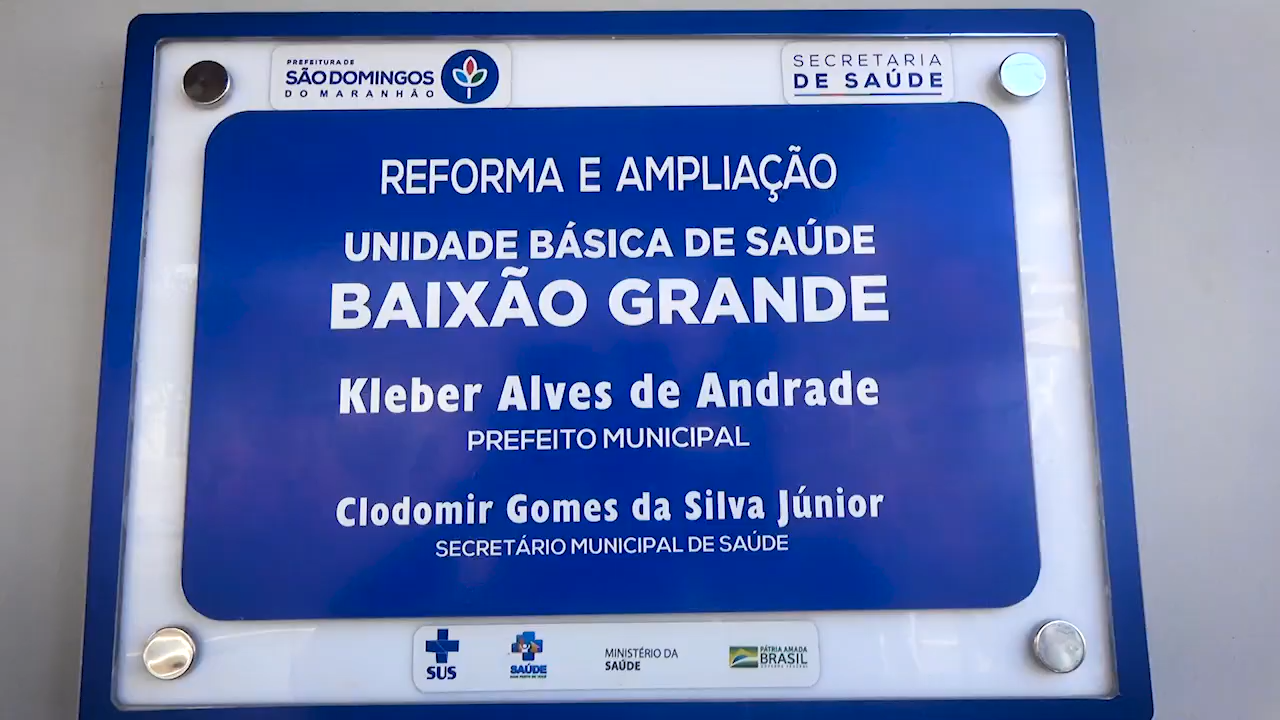 PREFEITURA DE
SÃO DOMINGOS
DO MARANHÃO
SECRETARIA
DE SAÚDE
REFORMA E AMPLIAÇÃO
UNIDADE BÁSICA DE SAÚDE
BAIXÃO GRANDE
Kleber Alves de Andrade
PREFEITO MUNICIPAL
Clodomir Gomes da Silva Júnior
SECRETÁRIO MUNICIPAL DE SAÚDE
SUS
SAÚDE
MINISTÉRIO DA
SAÚDE
PÁTRIA AMADA
BRASIL